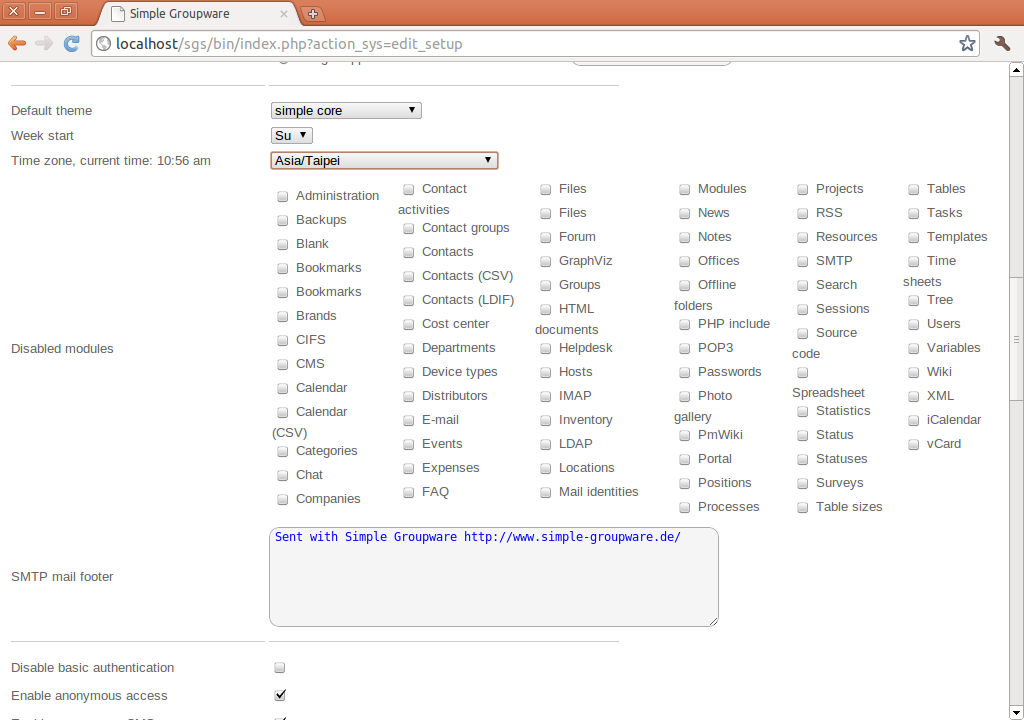 Simple Groupware
localhost/sgs/bin/index.php?action_sys=edit_setup
Default theme
simple core
Week start
Su
Time zone, current time: 10:56 am
Asia/Taipei
Disabled modules
Administration
Backups
Blank
Bookmarks
Bookmarks
Brands
CIFS
CMS
Calendar
Calendar
(CSV)
Categories
Chat
Companies
Contact
activities
Contact groups
Contacts
Contacts (CSV)
Contacts (LDIF)
Cost center
Departments
Device types
Distributors
E-mail
Events
Expenses
FAQ
Files
Files
Forum
GraphViz
Groups
HTML
documents
Helpdesk
Hosts
IMAP
Inventory
LDAP
Locations
Mail identities
Modules
News
Notes
Offices
Offline
folders
PHP include
POP3
Passwords
Photo
gallery
PmWiki
Portal
Positions
Processes
Projects
RSS
Resources
SMTP
Search
Sessions
Source
code
Spreadsheet
Statistics
Status
Statuses
Surveys
Table sizes
Tables
Tasks
Templates
Time
sheets
Tree
Users
Variables
Wiki
XML
iCalendar
vCard
SMTP mail footer
Sent with Simple Groupware http://www.simple-groupware.de/
Disable basic authentication
Enable anonymous access